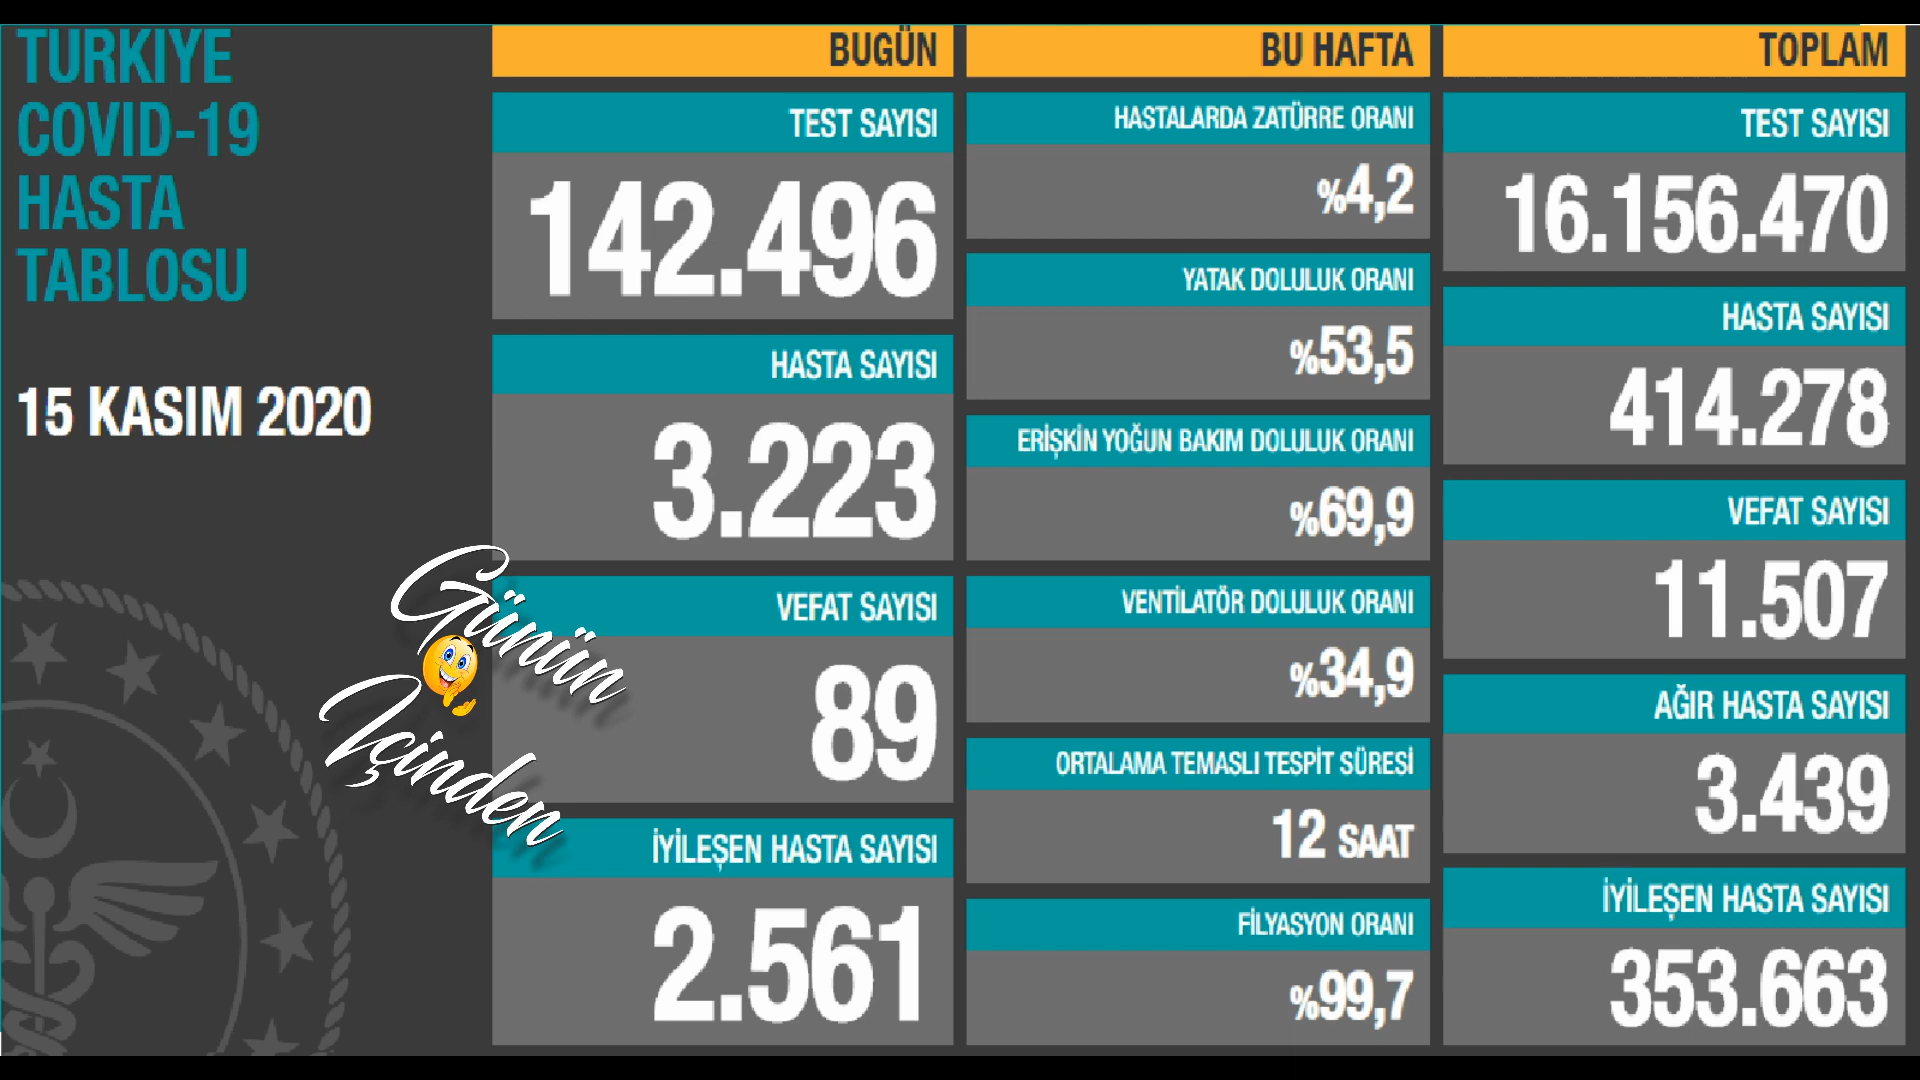 TURKIYE
COVID-19
HASTA
TABLOSU
15 KASIM 2020
Günün
İçinden
BUGÜN
TEST SAYISI
142.496
HASTA SAYISI
3.223
VEFAT SAYISI
89
İYİLEŞEN HASTA SAYISI
2.561
BU HAFTA
HASTALARDA ZATÜRRE ORANI
%4,2
YATAK DOLULUK ORANI
%53,5
ERİŞKİN YOĞUN BAKIM DOLULUK ORANI
%69,9
VENTİLATÖR DOLULUK ORANI
%34,9
ORTALAMA TEMASLI TESPİT SÜRESİ
12 SAAT
FİLYASYON ORANI
%99,7
TOPLAM
TEST SAYISI
16.156.470
HASTA SAYISI
414.278
VEFAT SAYISI
11.507
AĞIR HASTA SAYISI
3.439
İYİLEŞEN HASTA SAYISI
353.663